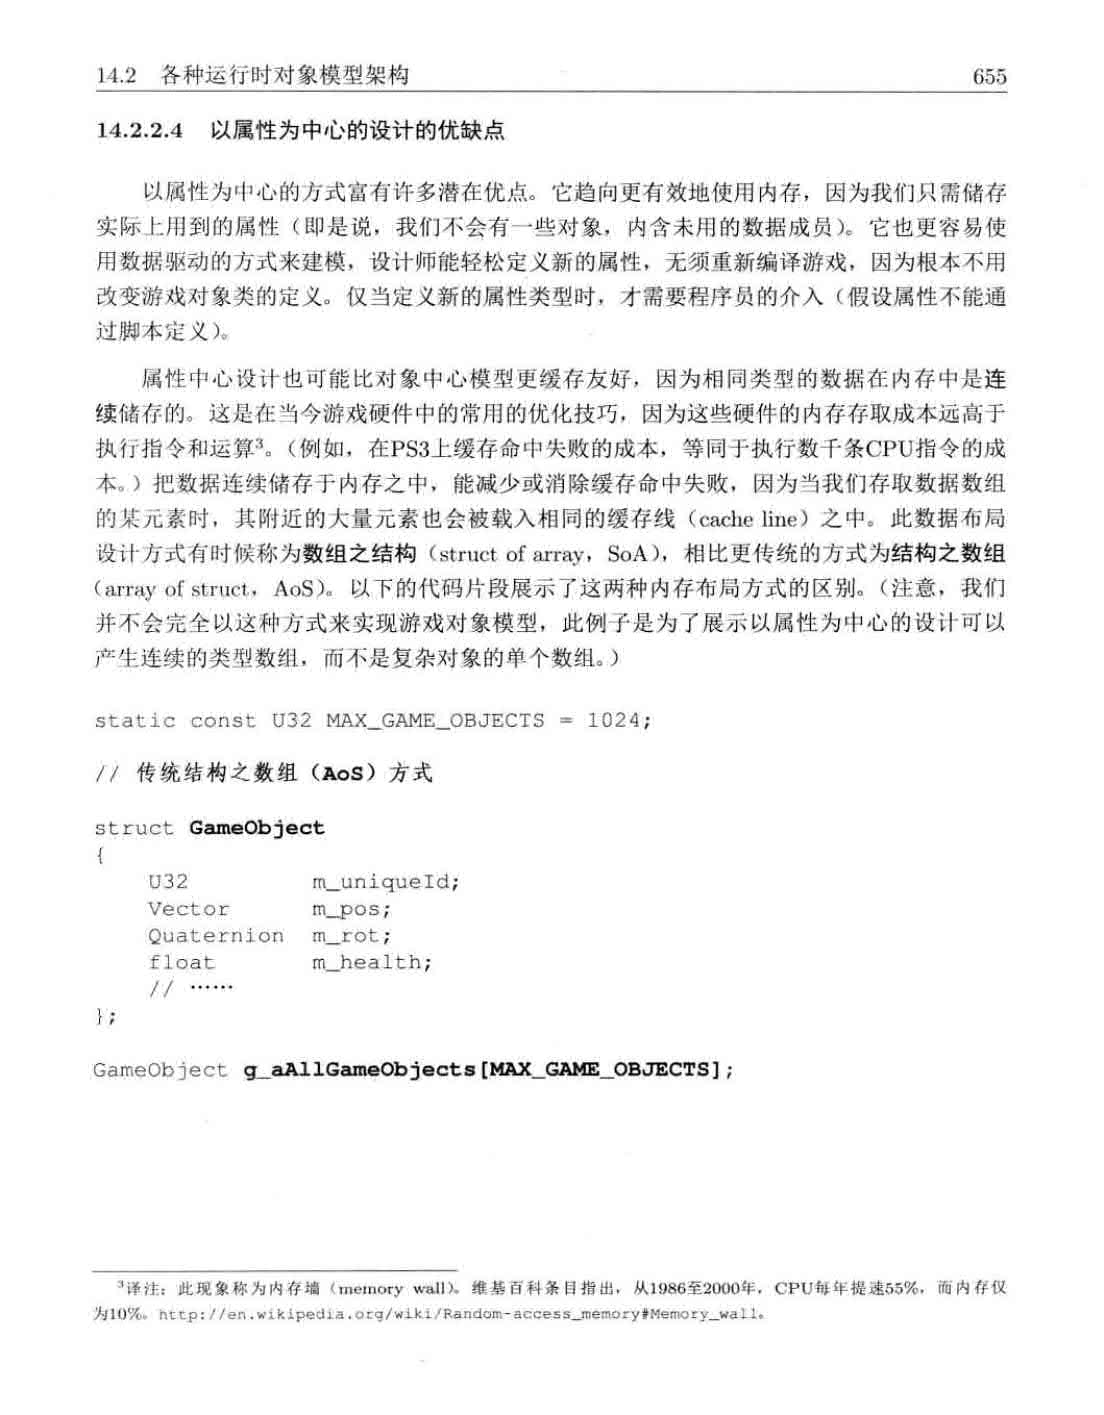 14.2 各种运行时对象模型架构 655
14.2.2.4 以属性为中心的设计的优缺点
以属性为中心的方式富有许多潜在优点。它趋向更有效地使用内存，因为我们只需储存
实际上用到的属性（即是说，我们不会有一些对象，内含未用的数据成员）。它也更容易使
用数据驱动的方式来建模，设计师能轻松定义新的属性，无须重新编译游戏，因为根本不用
改变游戏对象类的定义。仅当定义新的属性类型时，才需要程序员的介入（假设属性不能通
过脚本定义）。
属性中心设计也可能比对象中心模型更缓存友好，因为相同类型的数据在内存中是连
续储存的。这是在当今游戏硬件中的常用的优化技巧，因为这些硬件的内存存取成本远高于
执行指令和运算³。（例如，在PS3上缓存命中失败的成本，等同于执行数千条CPU指令的成
本。）把数据连续储存于内存之中，能减少或消除缓存命中失败，因为当我们存取数据数组
的某元素时，其附近的大量元素也会被载入相同的缓存线（cache line）之中。此数据布局
设计方式有时候称为数组之结构（struct of array，SoA），相比更传统的方式为结构之数组
（array of struct，AoS）。以下的代码片段展示了这两种内存布局方式的区别。（注意，我们
并不会完全以这种方式来实现游戏对象模型，此例子是为了展示以属性为中心的设计可以
产生连续的类型数组，而不是复杂对象的单个数组。）
static const U32 MAX_GAME_OBJECTS = 1024;
// 传统结构之数组（AoS）方式
struct GameObject
{
U32 m_uniqueId;
Vector m_pos;
Quaternion m_rot;
float m_health;
// ……
};
GameObject g_aAllGameObjects[MAX_GAME_OBJECTS];
³译注：此现象称为内存墙（memory wall）。维基百科条目指出，从1986至2000年，CPU每年提速55%，而内存仅
为10%。http://en.wikipedia.org/wiki/Random-access_memory#Memory_wall。